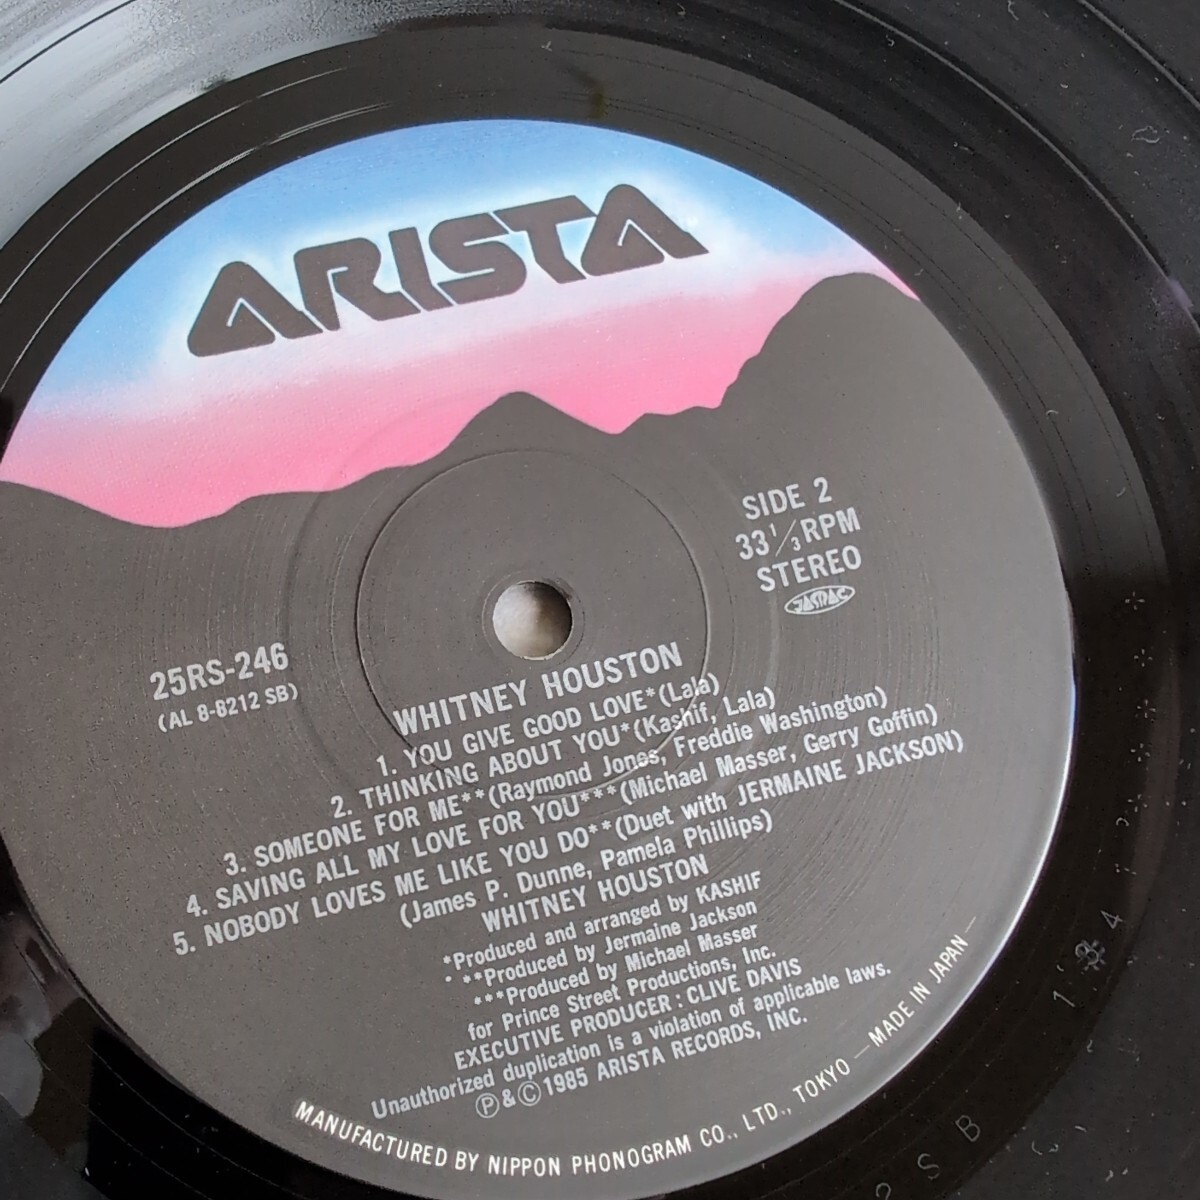 ARISTA
SIDE 2
33 1/3 RPM
STEREO
JASRAC
25RS-246
(AL 8-8212 SB)
WHITNEY HOUSTON
1. YOU GIVE GOOD LOVE*(Lala)
2. THINKING ABOUT YOU*(Kashif, Lala)
3. SOMEONE FOR ME**(Raymond Jones, Freddie Washington)
4. SAVING ALL MY LOVE FOR YOU***(Michael Masser, Gerry Goffin)
5. NOBODY LOVES ME LIKE YOU DO**(Duet with JERMAINE JACKSON)
(James P. Dunne, Pamela Phillips)
WHITNEY HOUSTON
*Produced and arranged by KASHIF
**Produced by Jermaine Jackson
***Produced by Michael Masser
for Prince Street Productions, Inc.
EXECUTIVE PRODUCER : CLIVE DAVIS
Unauthorized duplication is a violation of applicable laws.
Ⓟ&Ⓒ1985 ARISTA RECORDS, INC.
MANUFACTURED BY NIPPON PHONOGRAM CO., LTD., TOKYO — MADE IN JAPAN —
2SB